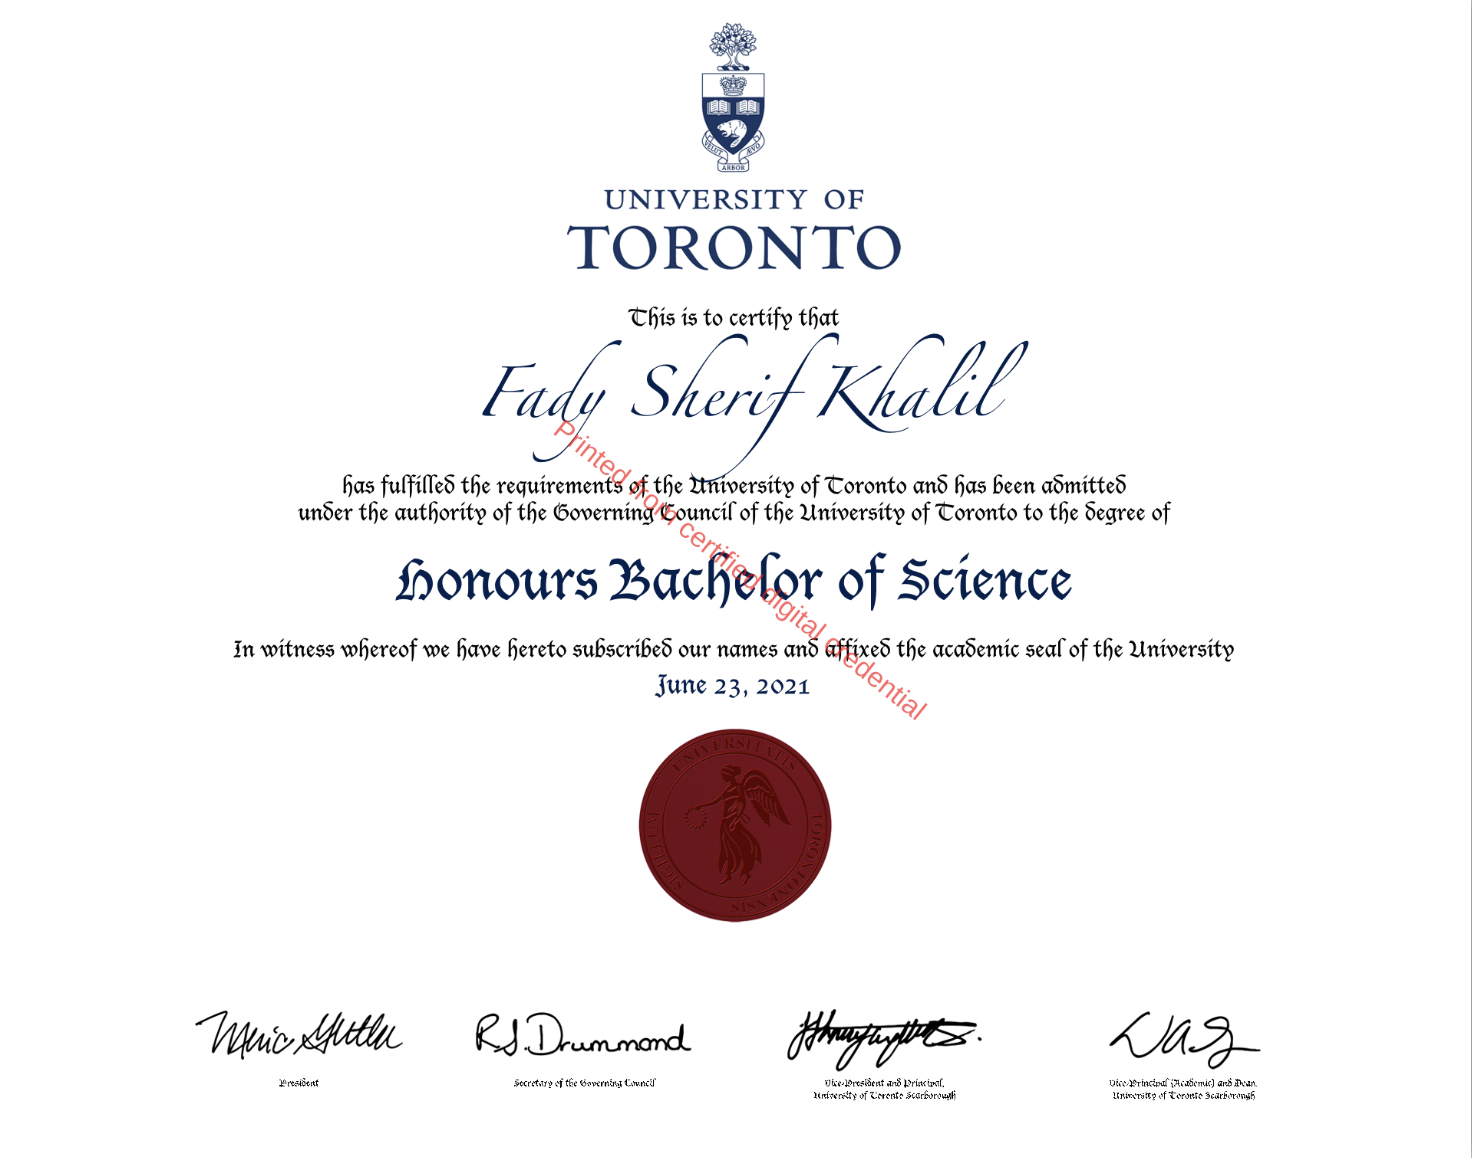 VELUT ARBOR ÆVO
UNIVERSITY OF
TORONTO
This is to certify that
Fady Sherif Khalil
has fulfilled the requirements of the University of Toronto and has been admitted
under the authority of the Governing Council of the University of Toronto to the degree of
Honours Bachelor of Science
In witness whereof we have hereto subscribed our names and affixed the academic seal of the University
June 23, 2021
Printed from certified digital credential
SIGILLUM UNIVERSITATIS TORONTONENSIS
Meric Gertler
R.S. Drummond
President
Secretary of the Governing Council
Vice-President and Principal,
University of Toronto Scarborough
Vice-Principal (Academic) and Dean,
University of Toronto Scarborough